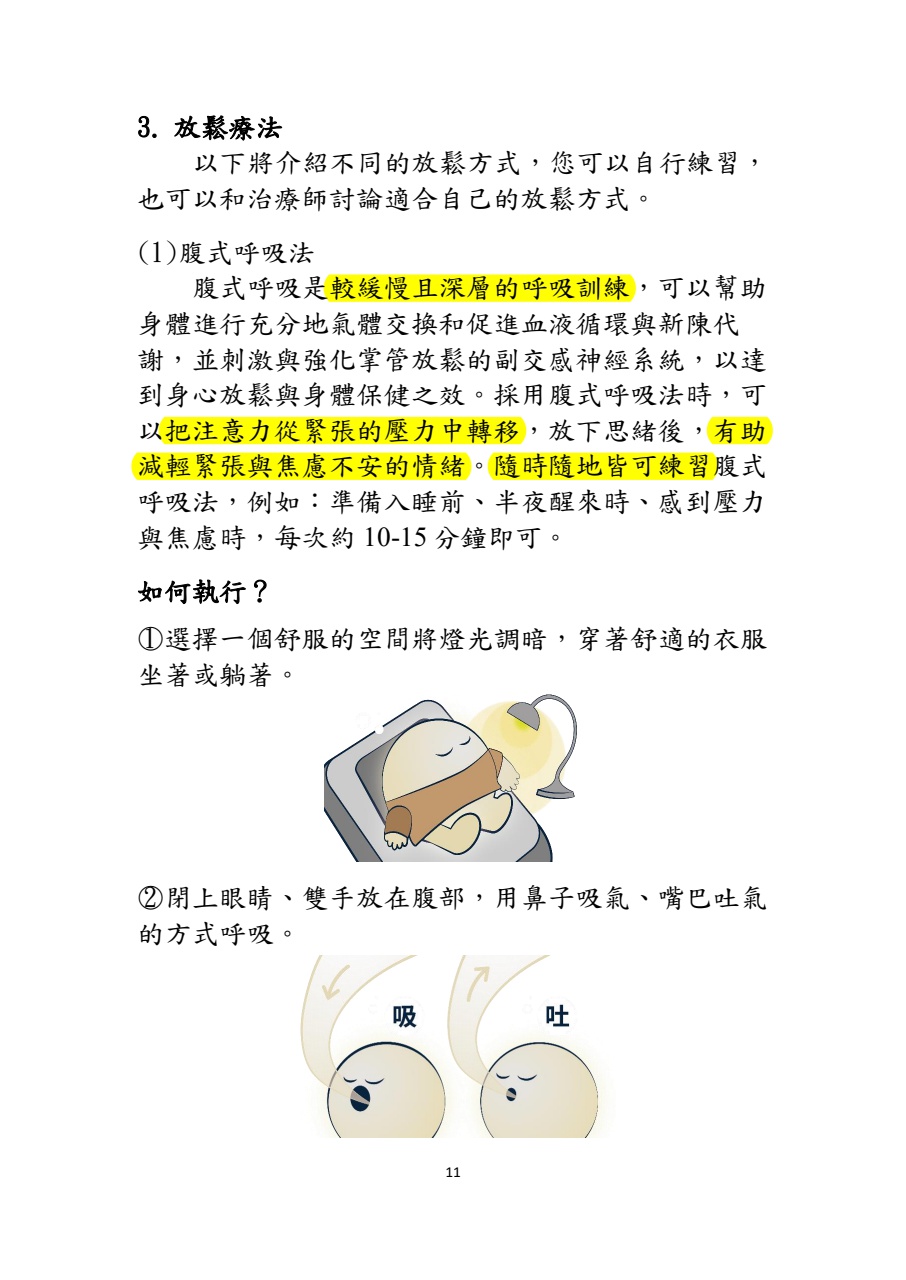 3. 放鬆療法
以下將介紹不同的放鬆方式，您可以自行練習，
也可以和治療師討論適合自己的放鬆方式。
(1)腹式呼吸法
腹式呼吸是較緩慢且深層的呼吸訓練，可以幫助
身體進行充分地氣體交換和促進血液循環與新陳代
謝，並刺激與強化掌管放鬆的副交感神經系統，以達
到身心放鬆與身體保健之效。採用腹式呼吸法時，可
以把注意力從緊張的壓力中轉移，放下思緒後，有助
減輕緊張與焦慮不安的情緒。隨時隨地皆可練習腹式
呼吸法，例如：準備入睡前、半夜醒來時、感到壓力
與焦慮時，每次約 10-15 分鐘即可。
如何執行？
①選擇一個舒服的空間將燈光調暗，穿著舒適的衣服
坐著或躺著。
②閉上眼睛、雙手放在腹部，用鼻子吸氣、嘴巴吐氣
的方式呼吸。
吸 吐
11